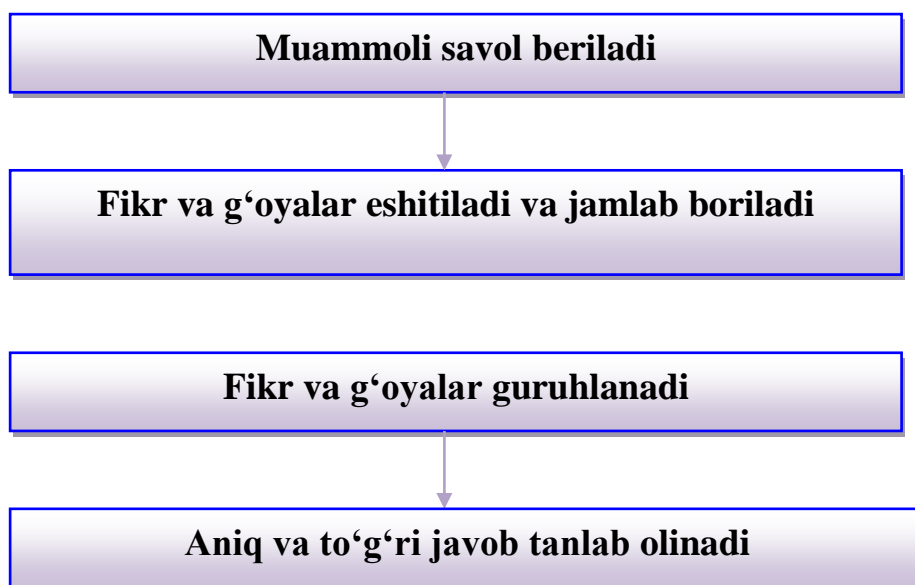 Muammoli savol beriladi
Fikr va g‘oyalar eshitiladi va jamlab boriladi
Fikr va g‘oyalar guruhlanadi
Aniq va to‘g‘ri javob tanlab olinadi